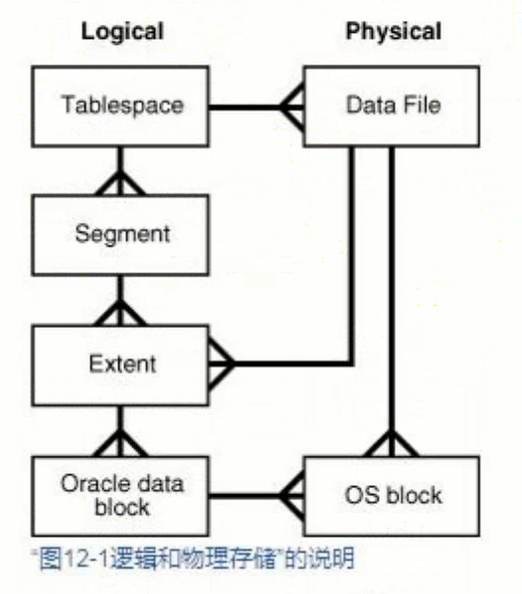 Logical Physical
Tablespace Data File
Segment
Extent
Oracle data
block
OS block
“图12-1逻辑和物理存储”的说明